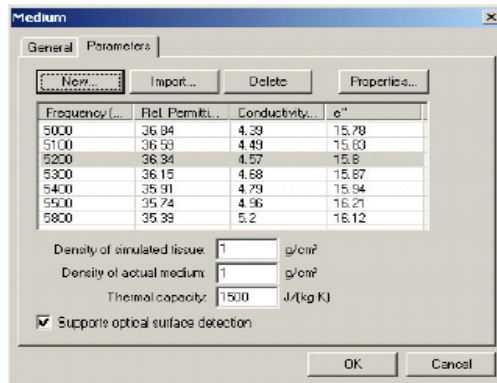 Medium
General Parameters
New... Import... Delete Properties...
Frequency (... Rel. Permitti... Conductivity... e''
5000 36.84 4.39 15.78
5100 36.59 4.49 15.83
5200 36.34 4.57 15.8
5300 36.15 4.68 15.87
5400 35.91 4.79 15.94
5500 35.74 4.96 16.21
5800 35.39 5.2 16.12
Density of simulated tissue: 1 g/cm³
Density of actual medium: 1 g/cm³
Thermal capacity: 1500 J/(kg K)
Supports optical surface detection
OK Cancel